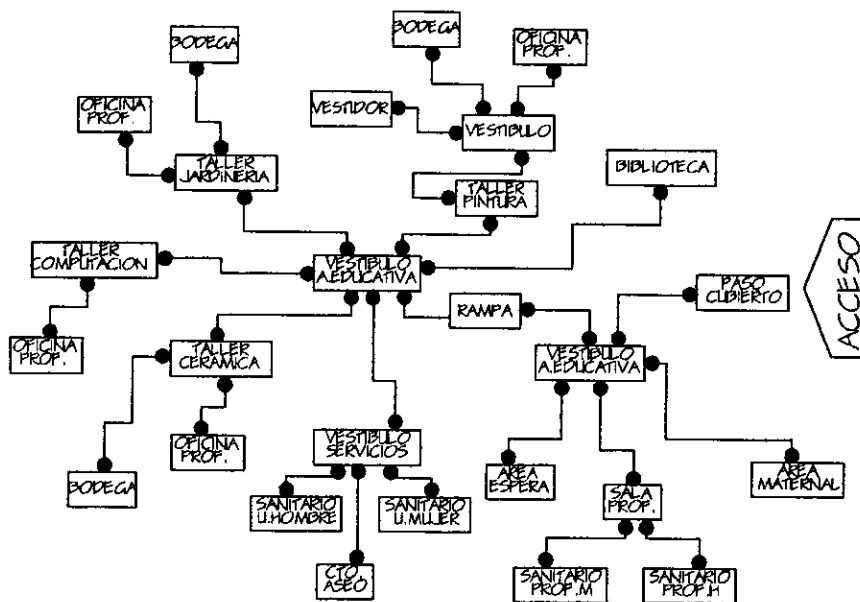 BODEGA
BODEGA
OFICINA
PROF.
OFICINA
PROF.
VESTIDOR
VESTIBULO
TALLER
JARDINERIA
BIBLIOTECA
TALLER
PINTURA
TALLER
COMPUTACION
VESTIBULO
A.EDUCATIVA
PASO
CUBIERTO
ACCESO
RAMPA
OFICINA
PROF.
TALLER
CERAMICA
VESTIBULO
A.EDUCATIVA
OFICINA
PROF.
VESTIBULO
SERVICIOS
BODEGA
AREA
ESPERA
SALA
PROF.
AREA
MATERNAL
SANITARIO
U.HOMBRE
SANITARIO
U.MUJER
CTO.
ASEO
SANITARIO
PROF.M
SANITARIO
PROF.H